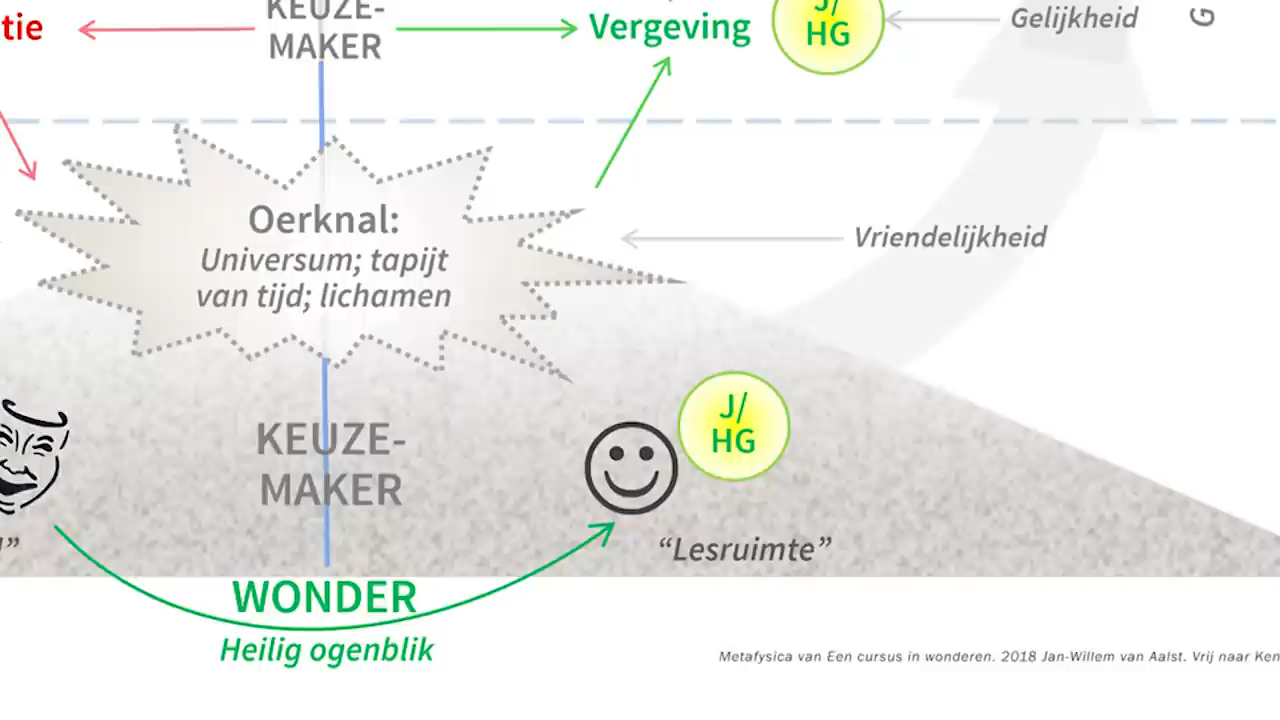 KEUZE-
MAKER
tie
Vergeving
J/
HG
Gelijkheid
G
Oerknal:
Universum; tapijt
van tijd; lichamen
Vriendelijkheid
KEUZE-
MAKER
J/
HG
“Lesruimte”
WONDER
Heilig ogenblik
Metafysica van Een cursus in wonderen. 2018 Jan-Willem van Aalst. Vrij naar Ken